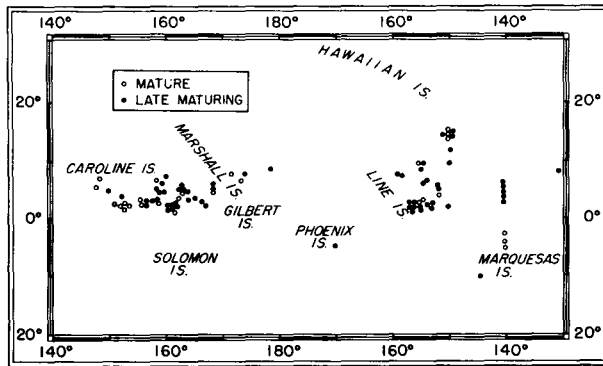 140° 160° 180° 160° 140°
HAWAIIAN IS.
○ MATURE
● LATE MATURING
20° 20°
MARSHALL IS.
CAROLINE IS.
LINE IS.
0° 0°
GILBERT IS.
PHOENIX IS.
SOLOMON IS.
MARQUESAS IS.
20° 20°
140° 160° 180° 160° 140°